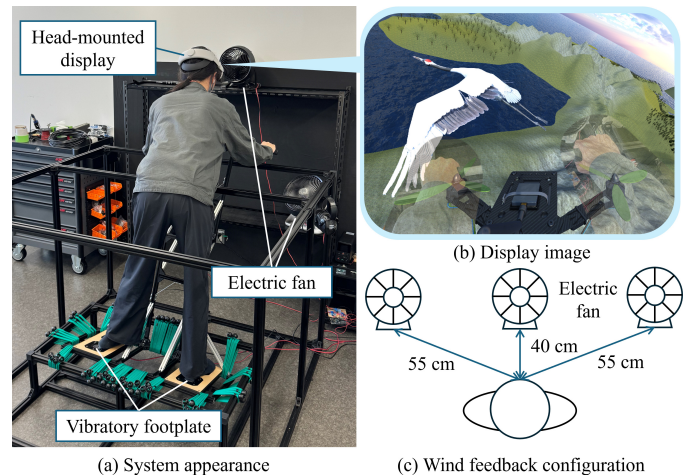 Head-mounted
display
Electric fan
Vibratory footplate
(a) System appearance
(b) Display image
Electric
fan
40 cm
55 cm
55 cm
(c) Wind feedback configuration